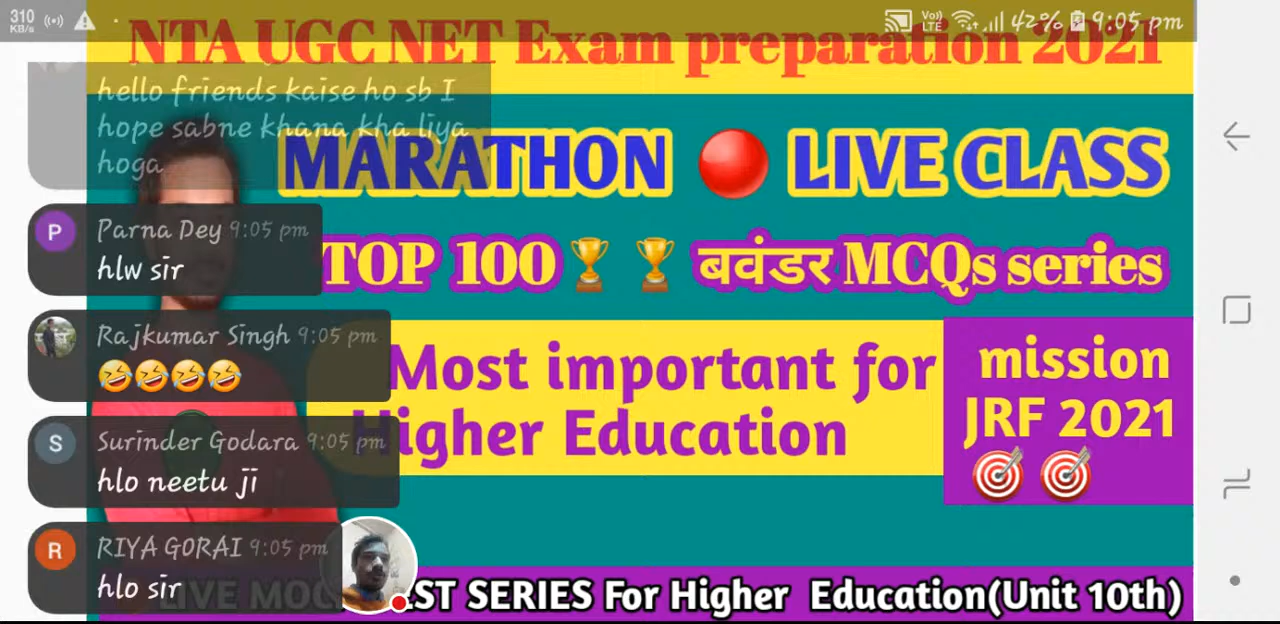 310
KB/s
Vo))
LTE
42% 9:05 pm
NTA UGC NET Exam preparation 2021
hello friends kaise ho sb I
hope sabne khana kha liya
hoga
MARATHON 🔴 LIVE CLASS
P
Parna Dey 9:05 pm
hlw sir
TOP 100🏆 🏆 बवंडर MCQs series
Rajkumar Singh 9:05 pm
🤣🤣🤣🤣
Most important for
Higher Education
mission
JRF 2021
🎯 🎯
S
Surinder Godara 9:05 pm
hlo neetu ji
R
RIYA GORAI 9:05 pm
hlo sir
LIVE MOCK TEST SERIES For Higher Education(Unit 10th)